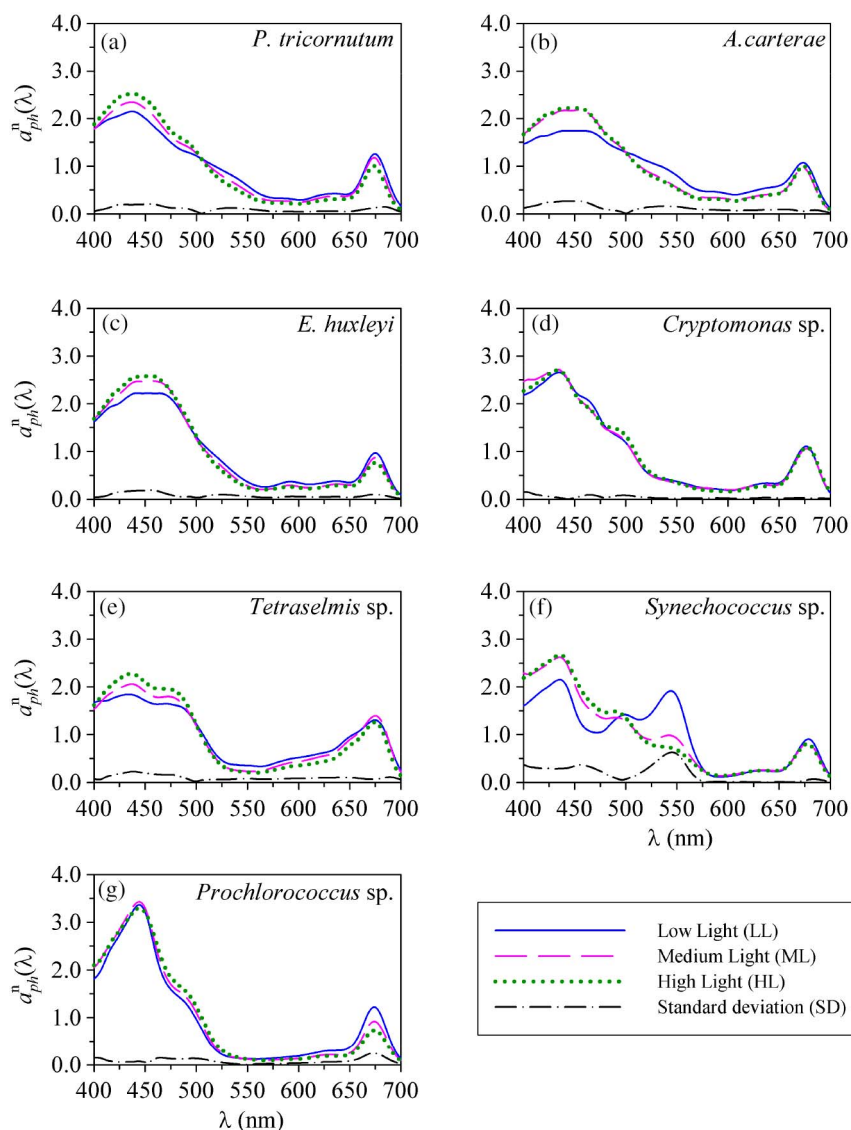 (a) P. tricornutum
4.0
3.0
2.0
1.0
0.0
a^n_ph(λ)
400 450 500 550 600 650 700
(b) A.carterae
4.0
3.0
2.0
1.0
0.0
400 450 500 550 600 650 700
(c) E. huxleyi
4.0
3.0
2.0
1.0
0.0
a^n_ph(λ)
400 450 500 550 600 650 700
(d) Cryptomonas sp.
4.0
3.0
2.0
1.0
0.0
400 450 500 550 600 650 700
(e) Tetraselmis sp.
4.0
3.0
2.0
1.0
0.0
a^n_ph(λ)
400 450 500 550 600 650 700
(f) Synechococcus sp.
4.0
3.0
2.0
1.0
0.0
400 450 500 550 600 650 700
λ (nm)
(g) Prochlorococcus sp.
4.0
3.0
2.0
1.0
0.0
a^n_ph(λ)
400 450 500 550 600 650 700
λ (nm)
Low Light (LL)
Medium Light (ML)
High Light (HL)
Standard deviation (SD)